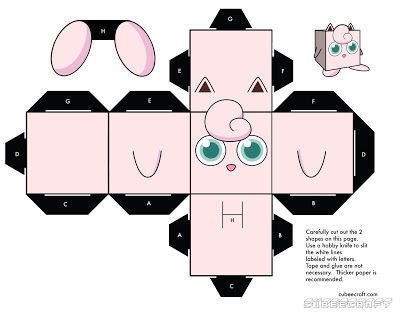 G
H
E
F
G
E
F
D
D
C
A
B
H
A
B
C
Carefully cut out the 2
shapes on this page.
Use a hobby knife to slit
the white lines
labeled with letters.
Tape and glue are not
necessary.  Thicker paper is
recommended.
cubeecraft.com
CUBEECRAFT